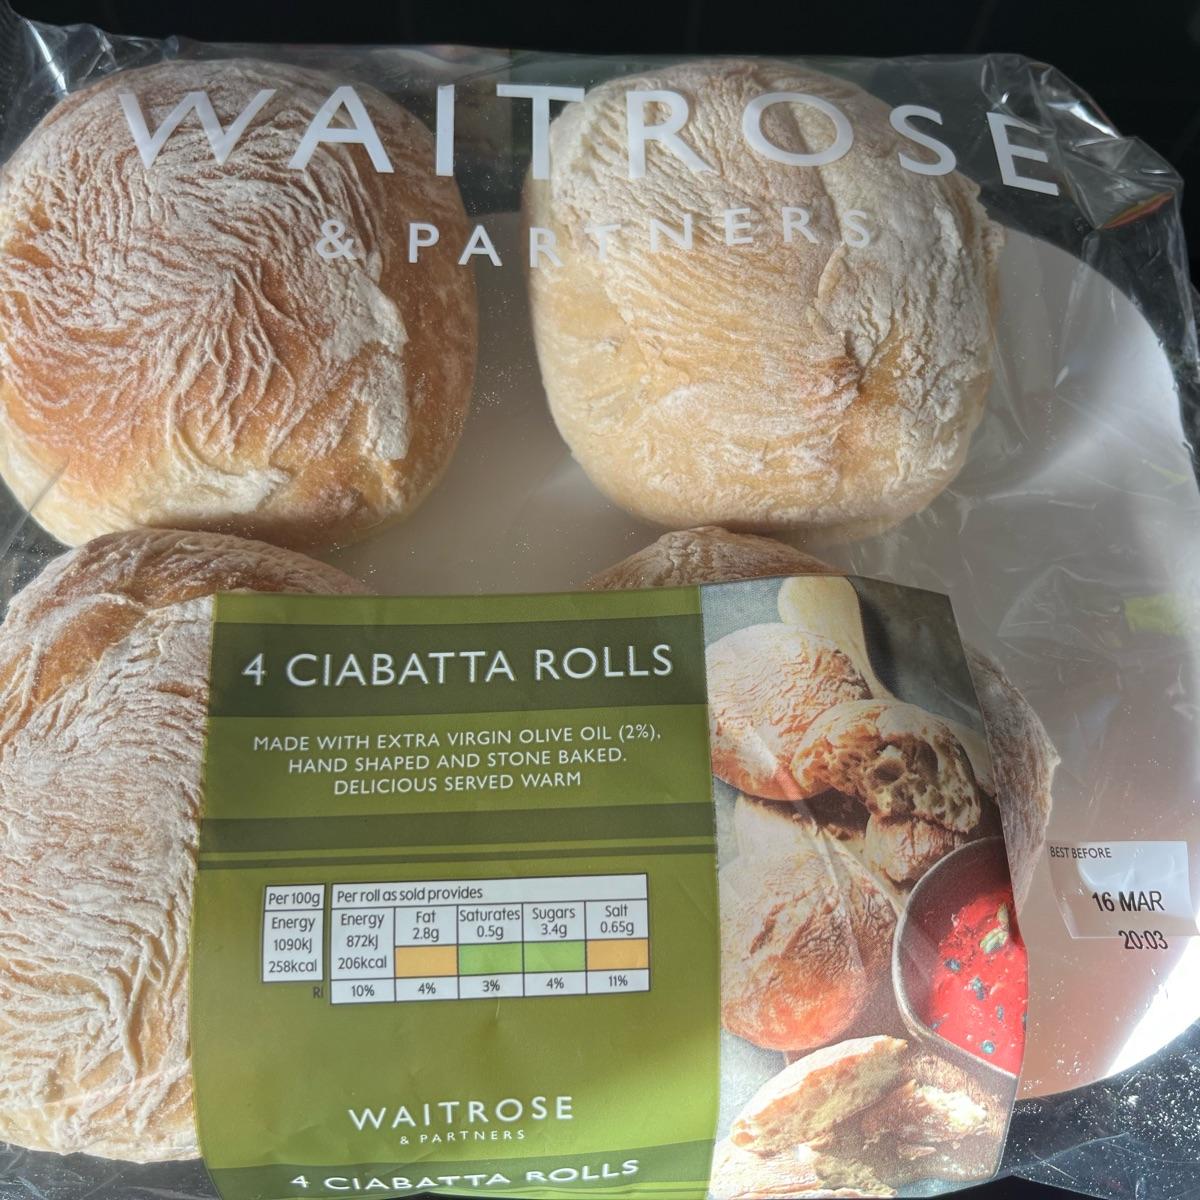 WAITROSE
& PARTNERS
4 CIABATTA ROLLS
MADE WITH EXTRA VIRGIN OLIVE OIL (2%),
HAND SHAPED AND STONE BAKED.
DELICIOUS SERVED WARM
Per 100g Per roll as sold provides
Energy Energy Fat Saturates Sugars Salt
1090kJ 872kJ 2.8g 0.5g 3.4g 0.65g
258kcal 206kcal
RI 10% 4% 3% 4% 11%
BEST BEFORE
16 MAR
20:03
WAITROSE
& PARTNERS
4 CIABATTA ROLLS